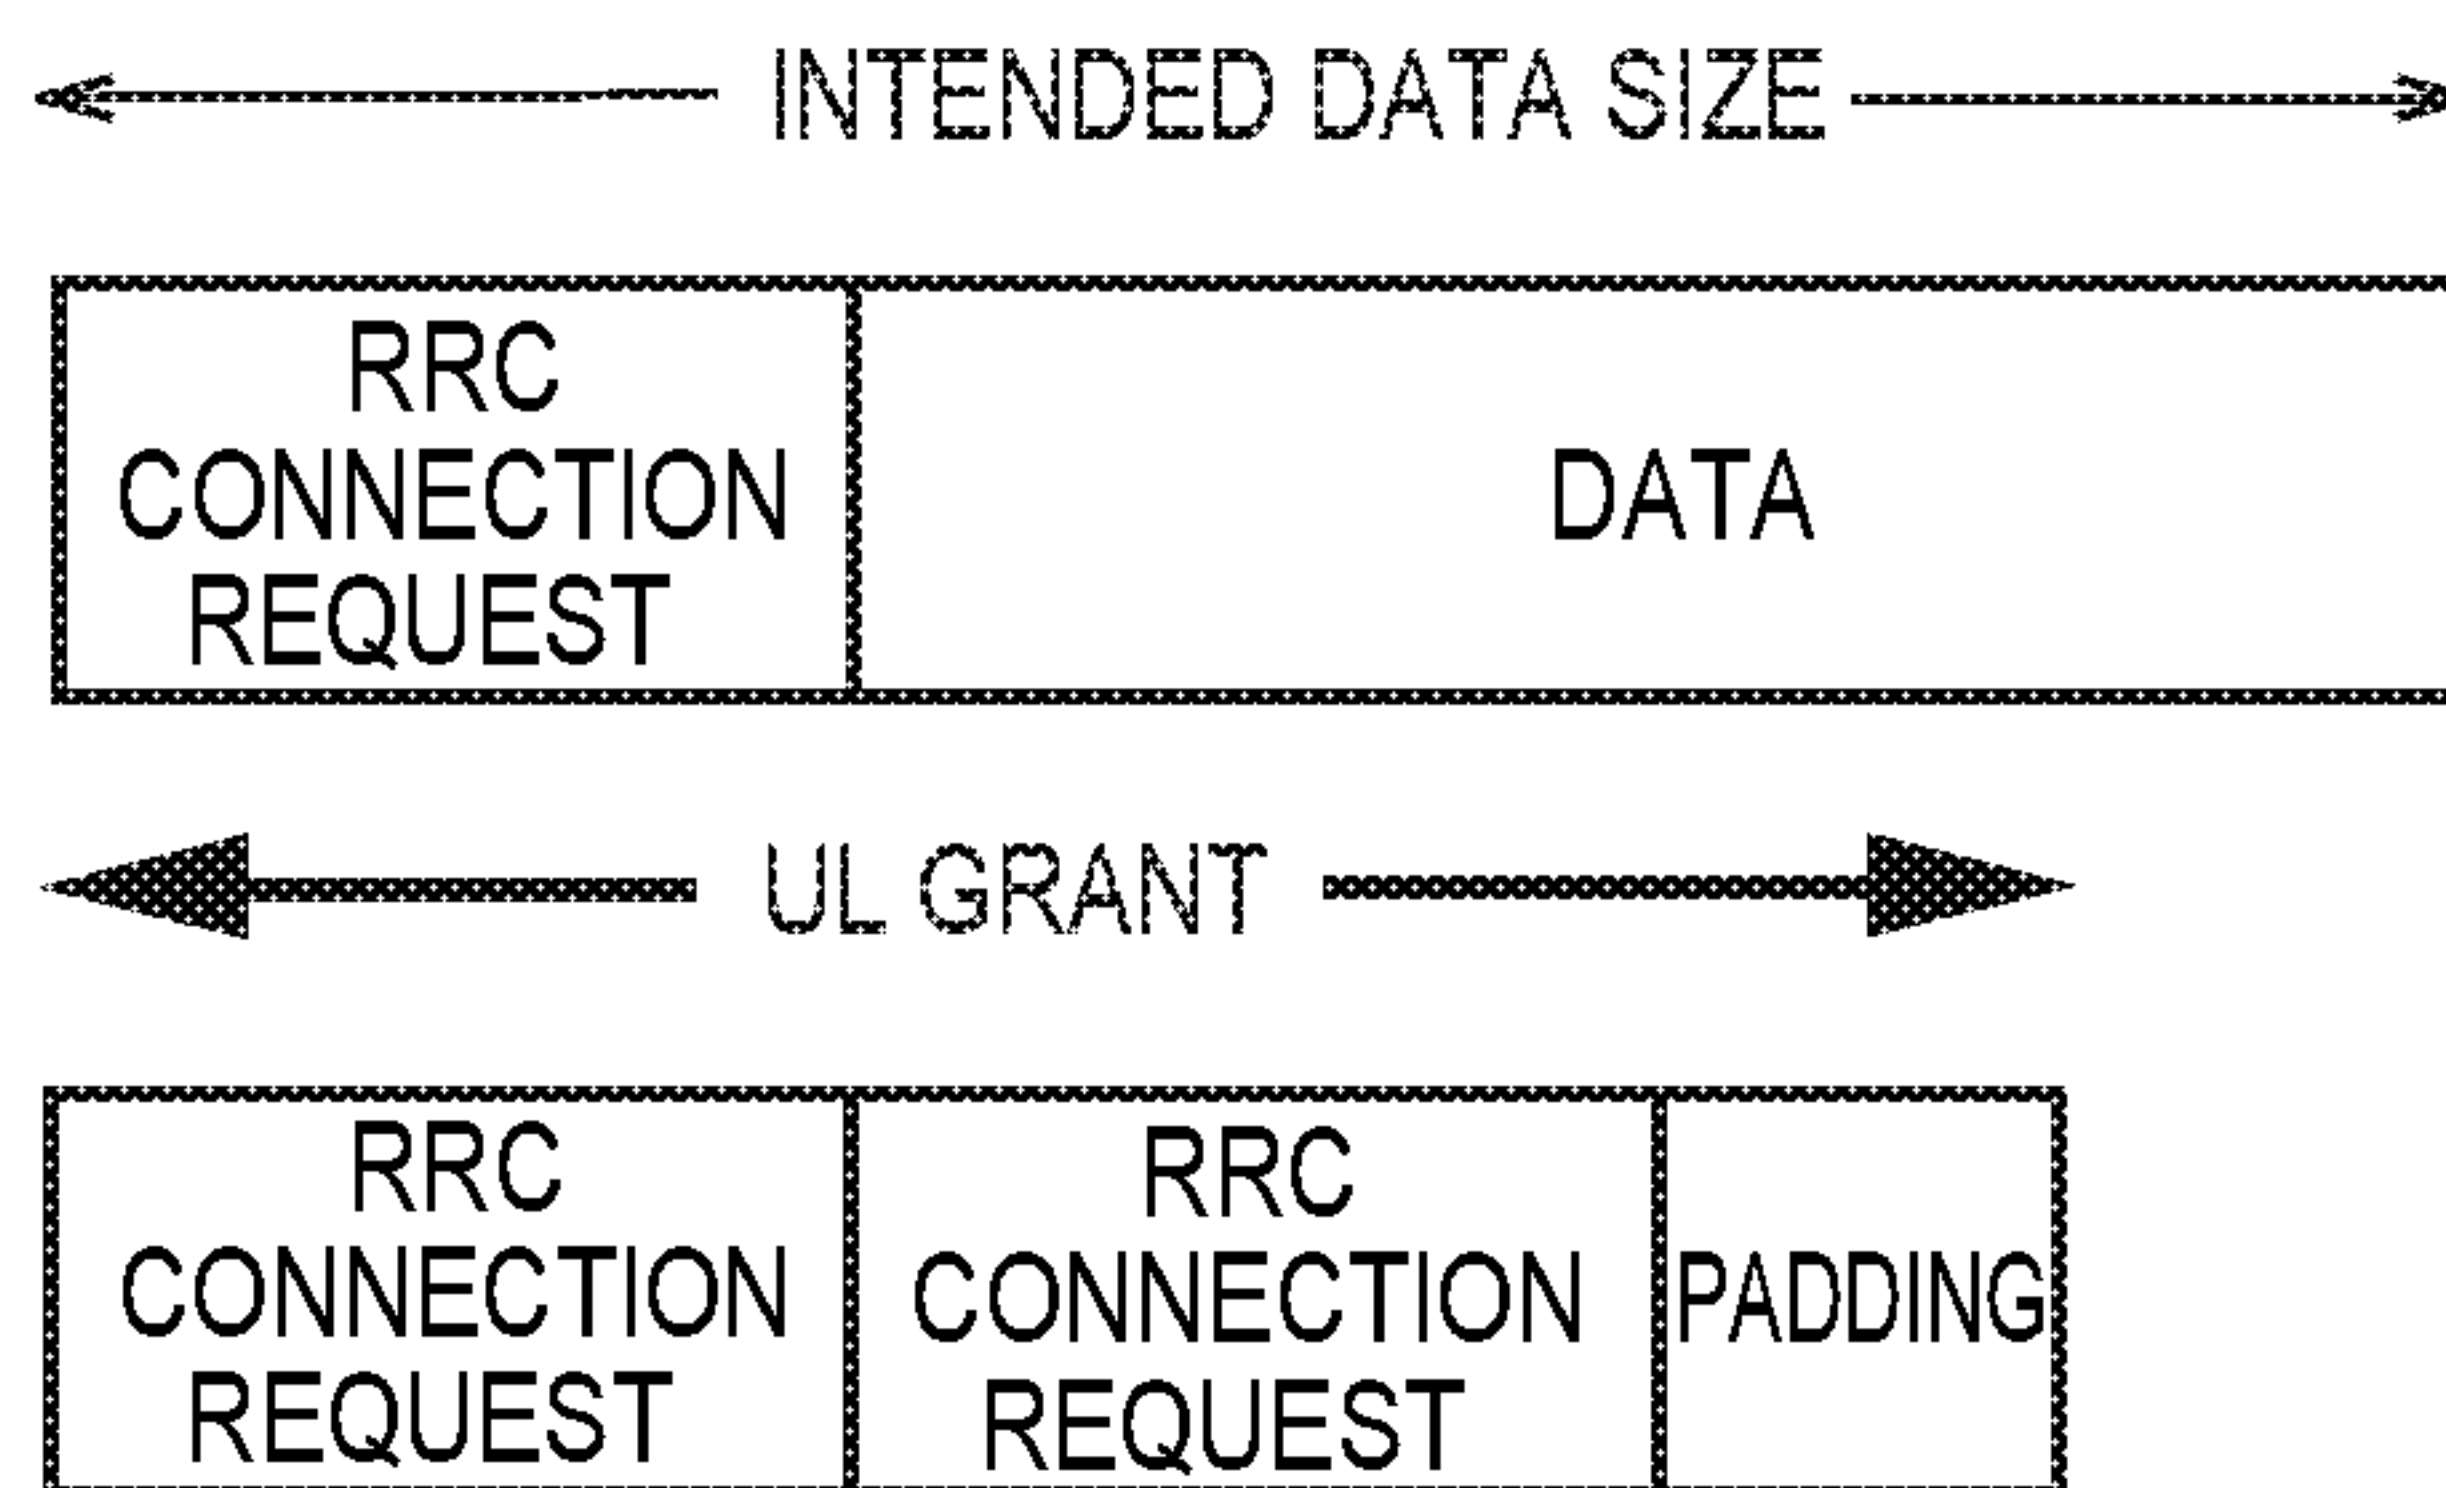 INTENDED DATA SIZE
RRC
CONNECTION
REQUEST
DATA
UL GRANT
RRC
CONNECTION
REQUEST
RRC
CONNECTION
REQUEST
PADDING